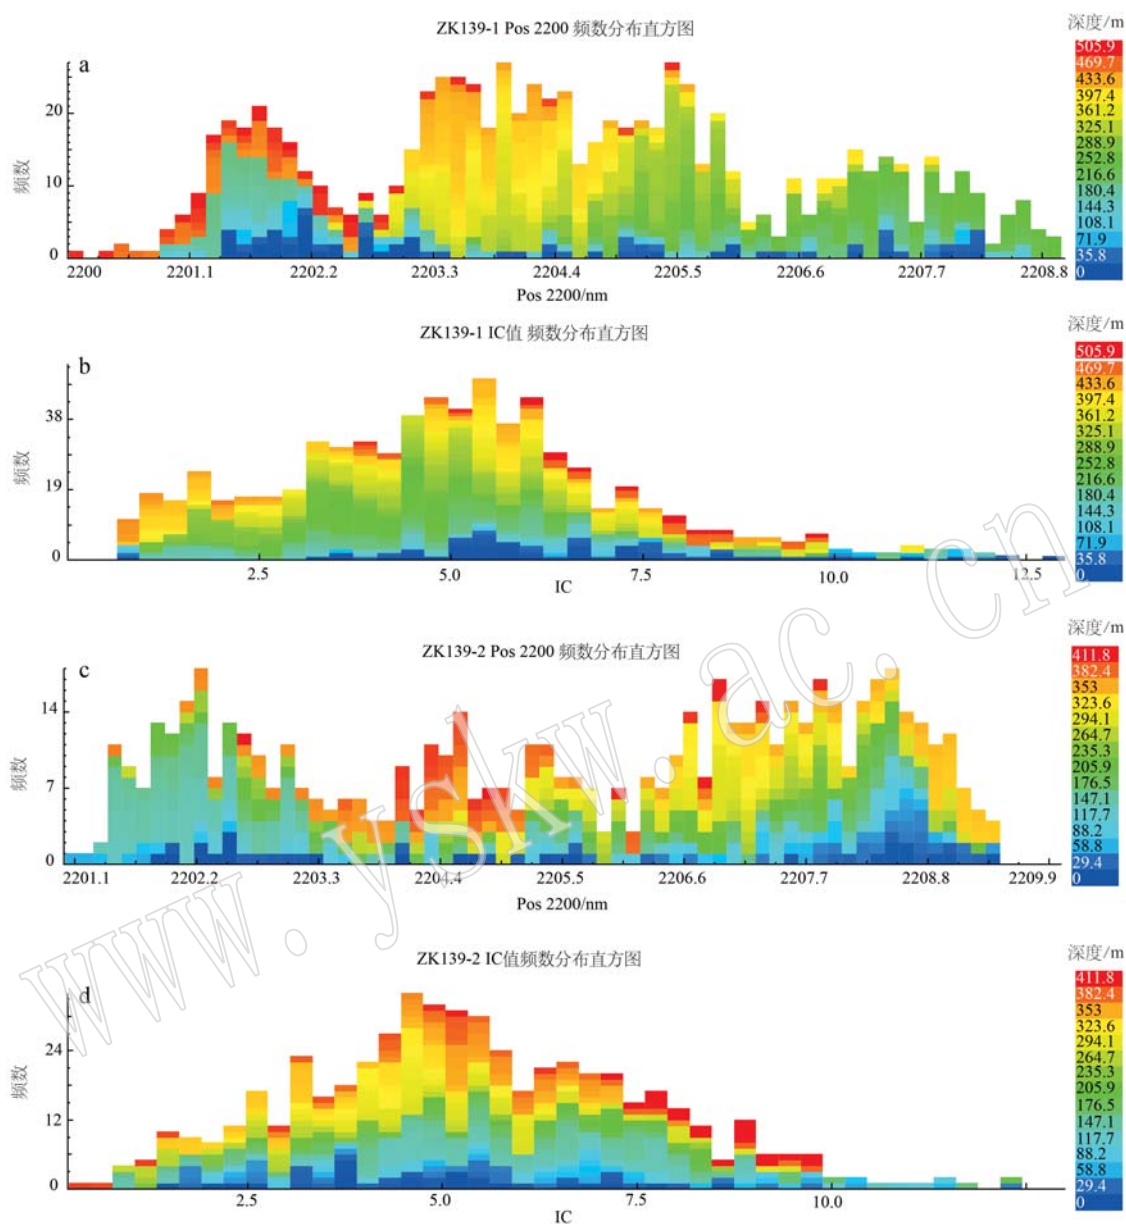 ZK139-1 Pos 2200 频数分布直方图
深度/m
a
505.9
469.7
433.6
397.4
361.2
325.1
288.9
252.8
216.6
180.4
144.3
108.1
71.9
35.8
0
频数
20
10
0
2200 2201.1 2202.2 2203.3 2204.4 2205.5 2206.6 2207.7 2208.8
Pos 2200/nm
ZK139-1 IC值 频数分布直方图
深度/m
b
505.9
469.7
433.6
397.4
361.2
325.1
288.9
252.8
216.6
180.4
144.3
108.1
71.9
35.8
0
频数
38
19
0
2.5 5.0 7.5 10.0 12.5
IC
ZK139-2 Pos 2200 频数分布直方图
深度/m
c
411.8
382.4
353
323.6
294.1
264.7
235.3
205.9
176.5
147.1
117.7
88.2
58.8
29.4
0
频数
14
7
0
2201.1 2202.2 2203.3 2204.4 2205.5 2206.6 2207.7 2208.8 2209.9
Pos 2200/nm
ZK139-2 IC值频数分布直方图
深度/m
d
411.8
382.4
353
323.6
294.1
264.7
235.3
205.9
176.5
147.1
117.7
88.2
58.8
29.4
0
频数
24
12
0
2.5 5.0 7.5 10.0
IC
www.yskw.ac.cn